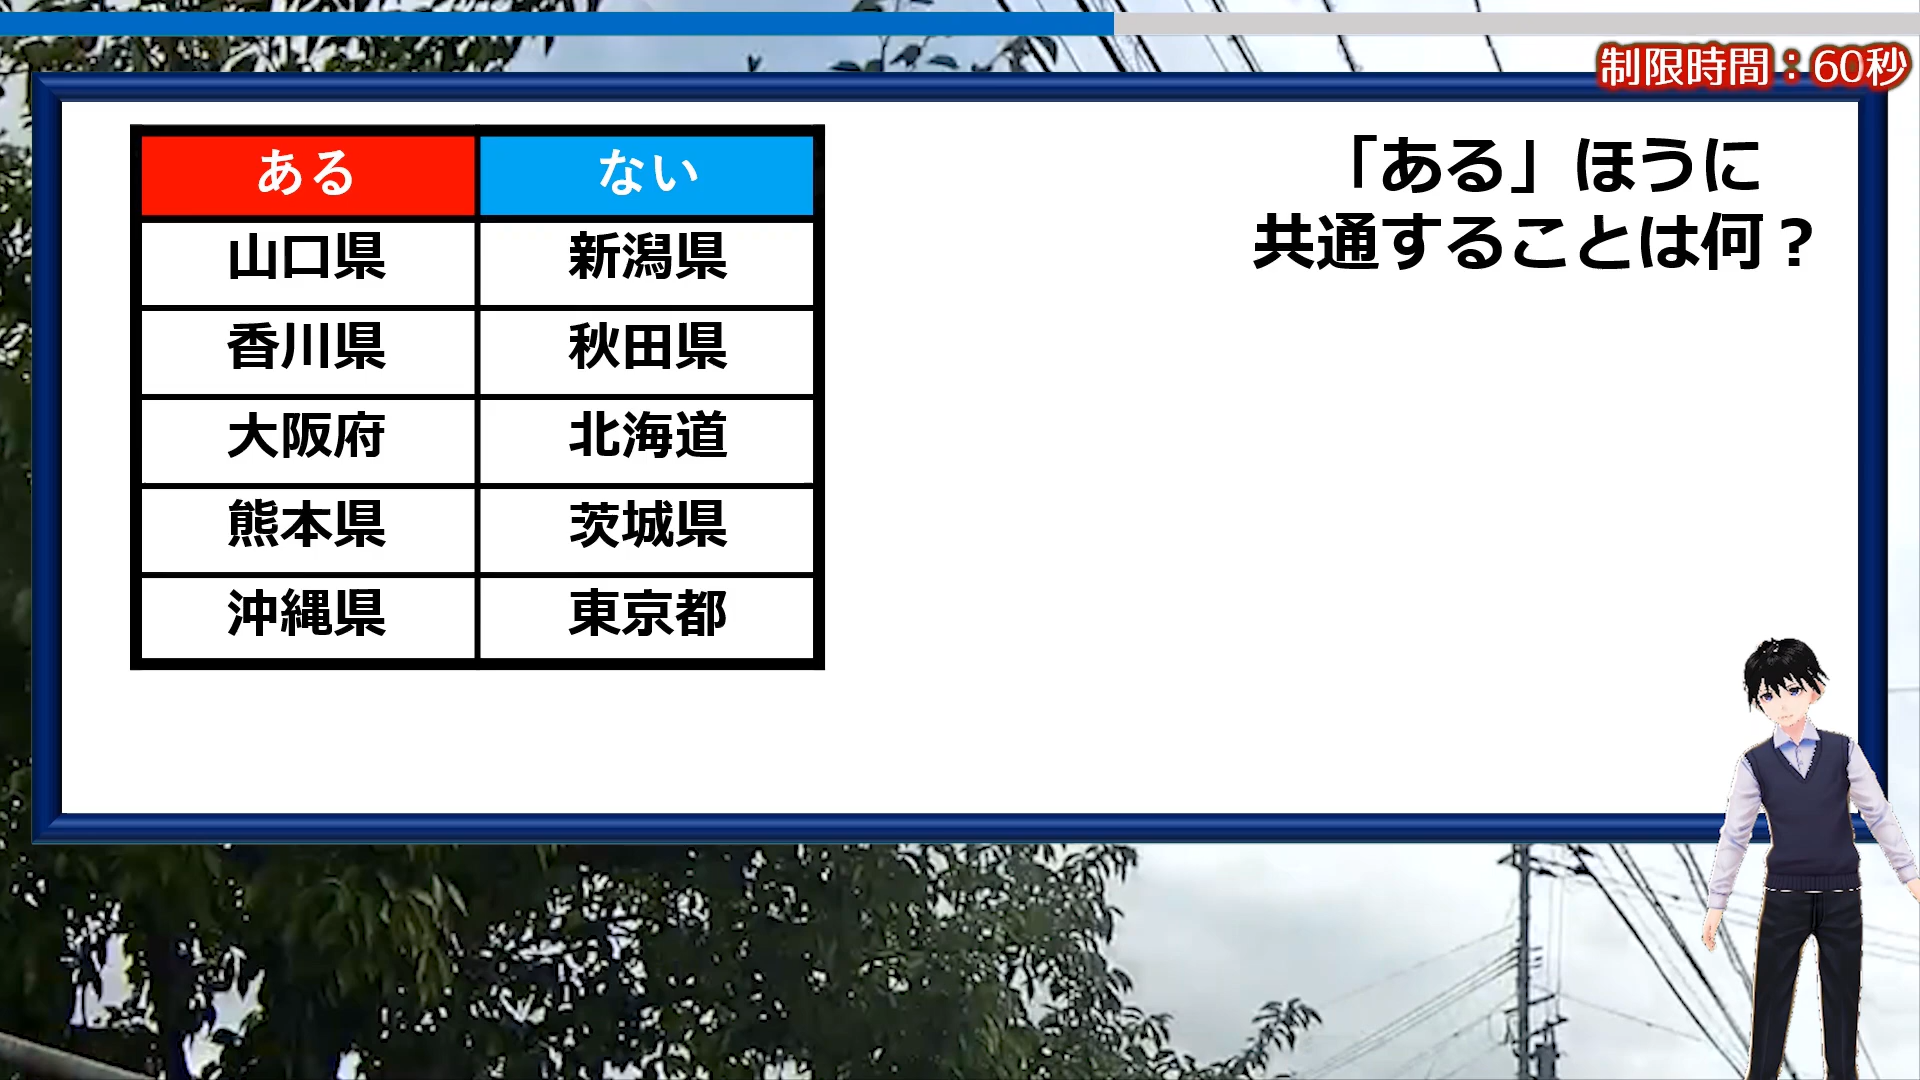 制限時間：60秒
「ある」ほうに
共通することは何？
ある ない
山口県 新潟県
香川県 秋田県
大阪府 北海道
熊本県 茨城県
沖縄県 東京都